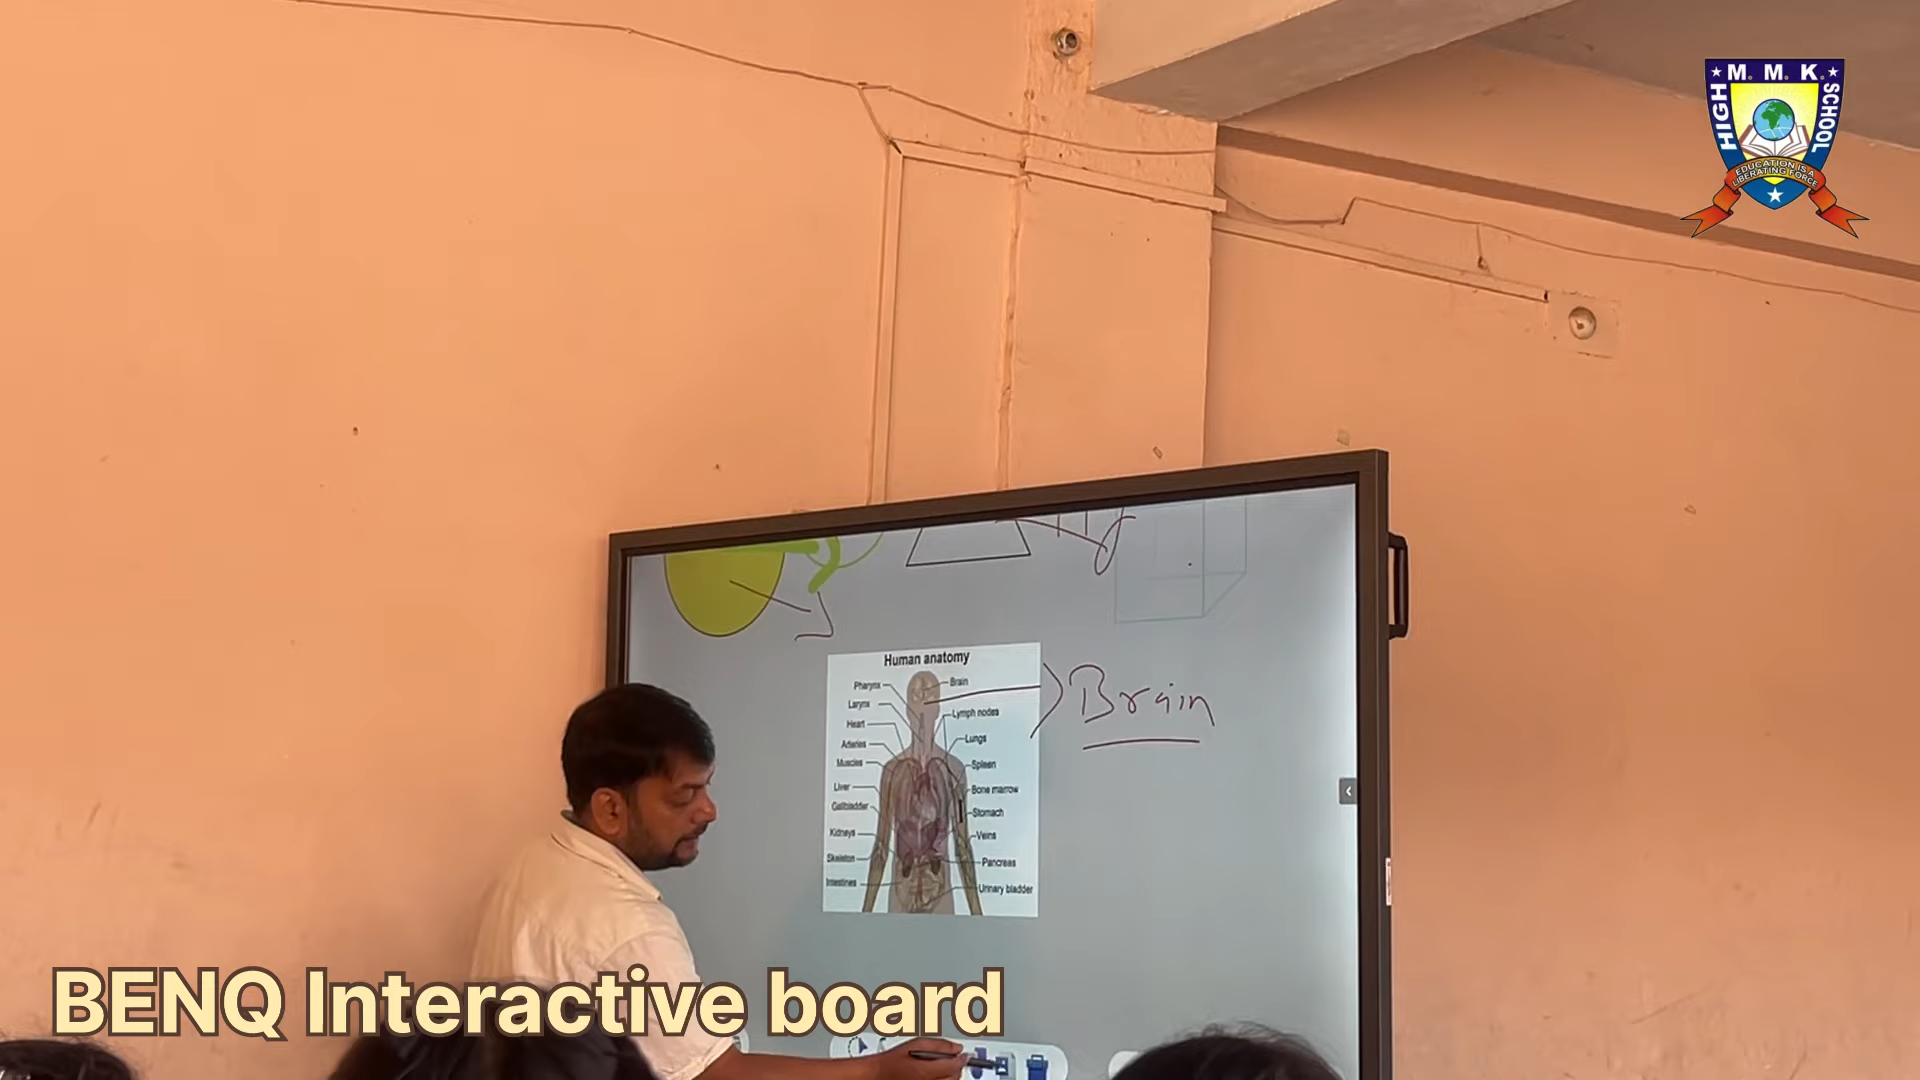 ★ M. M. K. ★
HIGH
SCHOOL
EDUCATION IS A
LIBERATING FORCE
Human anatomy
Pharynx
Brain
Larynx
Lymph nodes
Heart
Lungs
Arteries
Muscles
Spleen
Liver
Bone marrow
Gallbladder
Stomach
Kidneys
Veins
Skeleton
Pancreas
Intestines
Urinary bladder
Brain
BENQ Interactive board